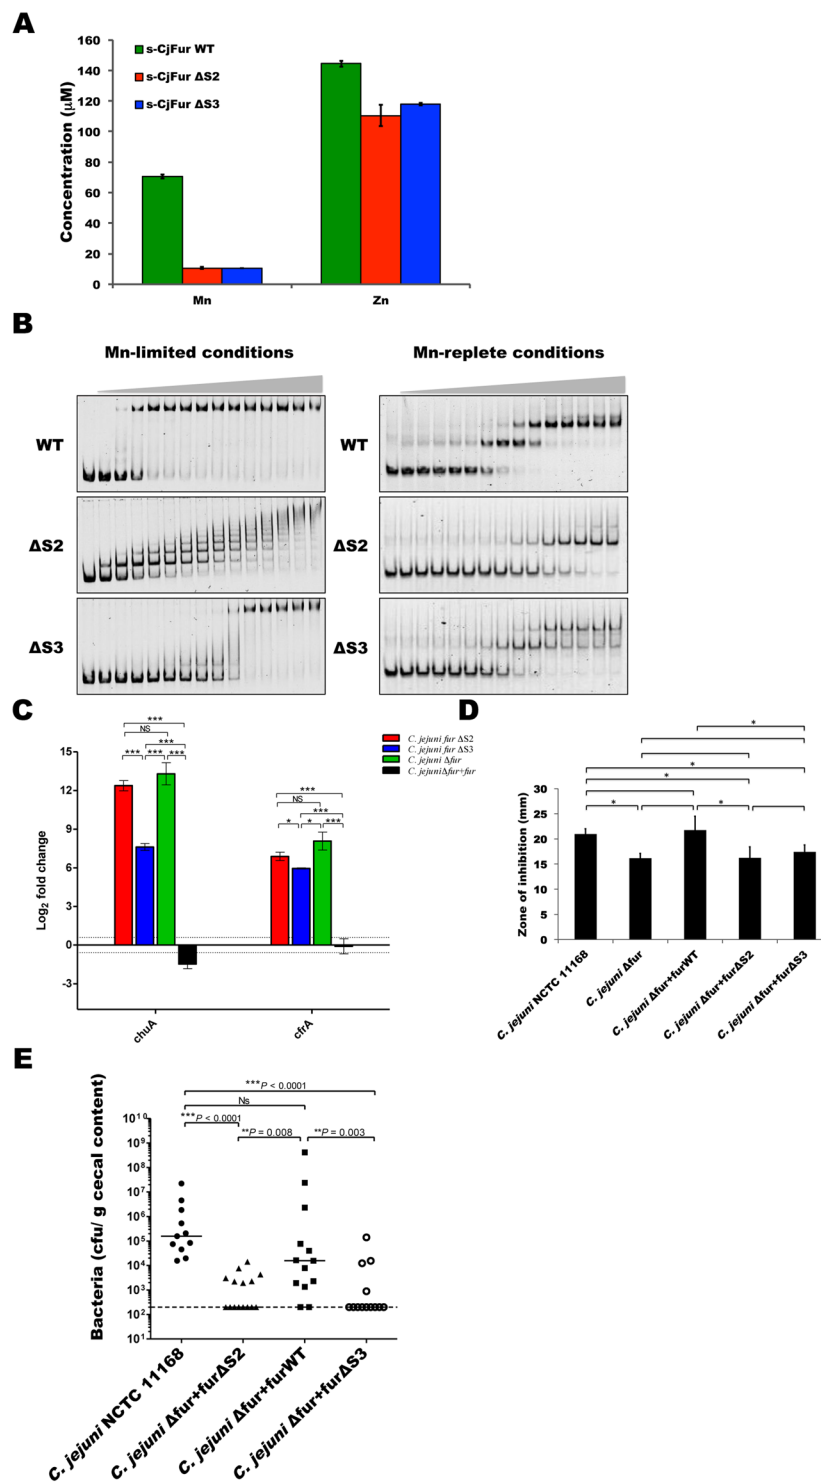 A
160
140
120
100
80
60
40
20
0
Concentration (μM)
s-CjFur WT
s-CjFur ΔS2
s-CjFur ΔS3
Mn Zn
B
Mn-limited conditions Mn-replete conditions
WT WT
ΔS2 ΔS2
ΔS3 ΔS3
C
Log2 fold change
15
12
9
6
3
0
-3
***
NS
***
*** *** ***
***
NS
***
* * ***
chuA cfrA
C. jejuni fur ΔS2
C. jejuni fur ΔS3
C. jejuni Δfur
C. jejuniΔfur+fur
D
Zone of inhibition (mm)
30
25
20
15
10
5
0
*
*
*
* *
C. jejuni NCTC 11168
C. jejuni Δfur
C. jejuni Δfur+furWT
C. jejuni Δfur+furΔS2
C. jejuni Δfur+furΔS3
E
Bacteria (cfu/ g cecal content)
10^10
10^9
10^8
10^7
10^6
10^5
10^4
10^3
10^2
10^1
***P < 0.0001
Ns
***P < 0.0001
**P = 0.008 **P = 0.003
C. jejuni NCTC 11168
C. jejuni Δfur+furΔS2
C. jejuni Δfur+furWT
C. jejuni Δfur+furΔS3